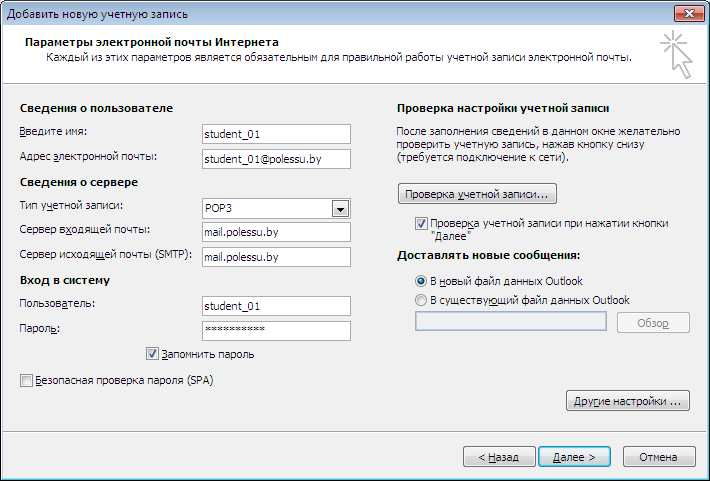 Добавить новую учетную запись
Параметры электронной почты Интернета
Каждый из этих параметров является обязательным для правильной работы учетной записи электронной почты.
Сведения о пользователе
Введите имя: student_01
Адрес электронной почты: student_01@polessu.by
Сведения о сервере
Тип учетной записи: POP3
Сервер входящей почты: mail.polessu.by
Сервер исходящей почты (SMTP): mail.polessu.by
Вход в систему
Пользователь: student_01
Пароль: **********
Запомнить пароль
Безопасная проверка пароля (SPA)
Проверка настройки учетной записи
После заполнения сведений в данном окне желательно
проверить учетную запись, нажав кнопку снизу
(требуется подключение к сети).
Проверка учетной записи...
Проверка учетной записи при нажатии кнопки
"Далее"
Доставлять новые сообщения:
В новый файл данных Outlook
В существующий файл данных Outlook
Обзор
Другие настройки ...
< Назад
Далее >
Отмена